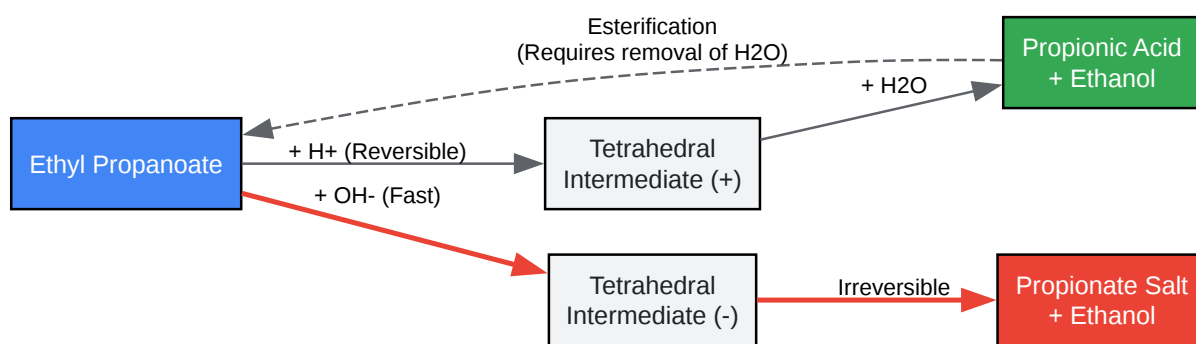 Esterification
(Requires removal of H2O)
Propionic Acid
+ Ethanol
+ H2O
Ethyl Propanoate
+ H+ (Reversible)
Tetrahedral
Intermediate (+)
+ OH- (Fast)
Tetrahedral
Intermediate (-)
Irreversible
Propionate Salt
+ Ethanol